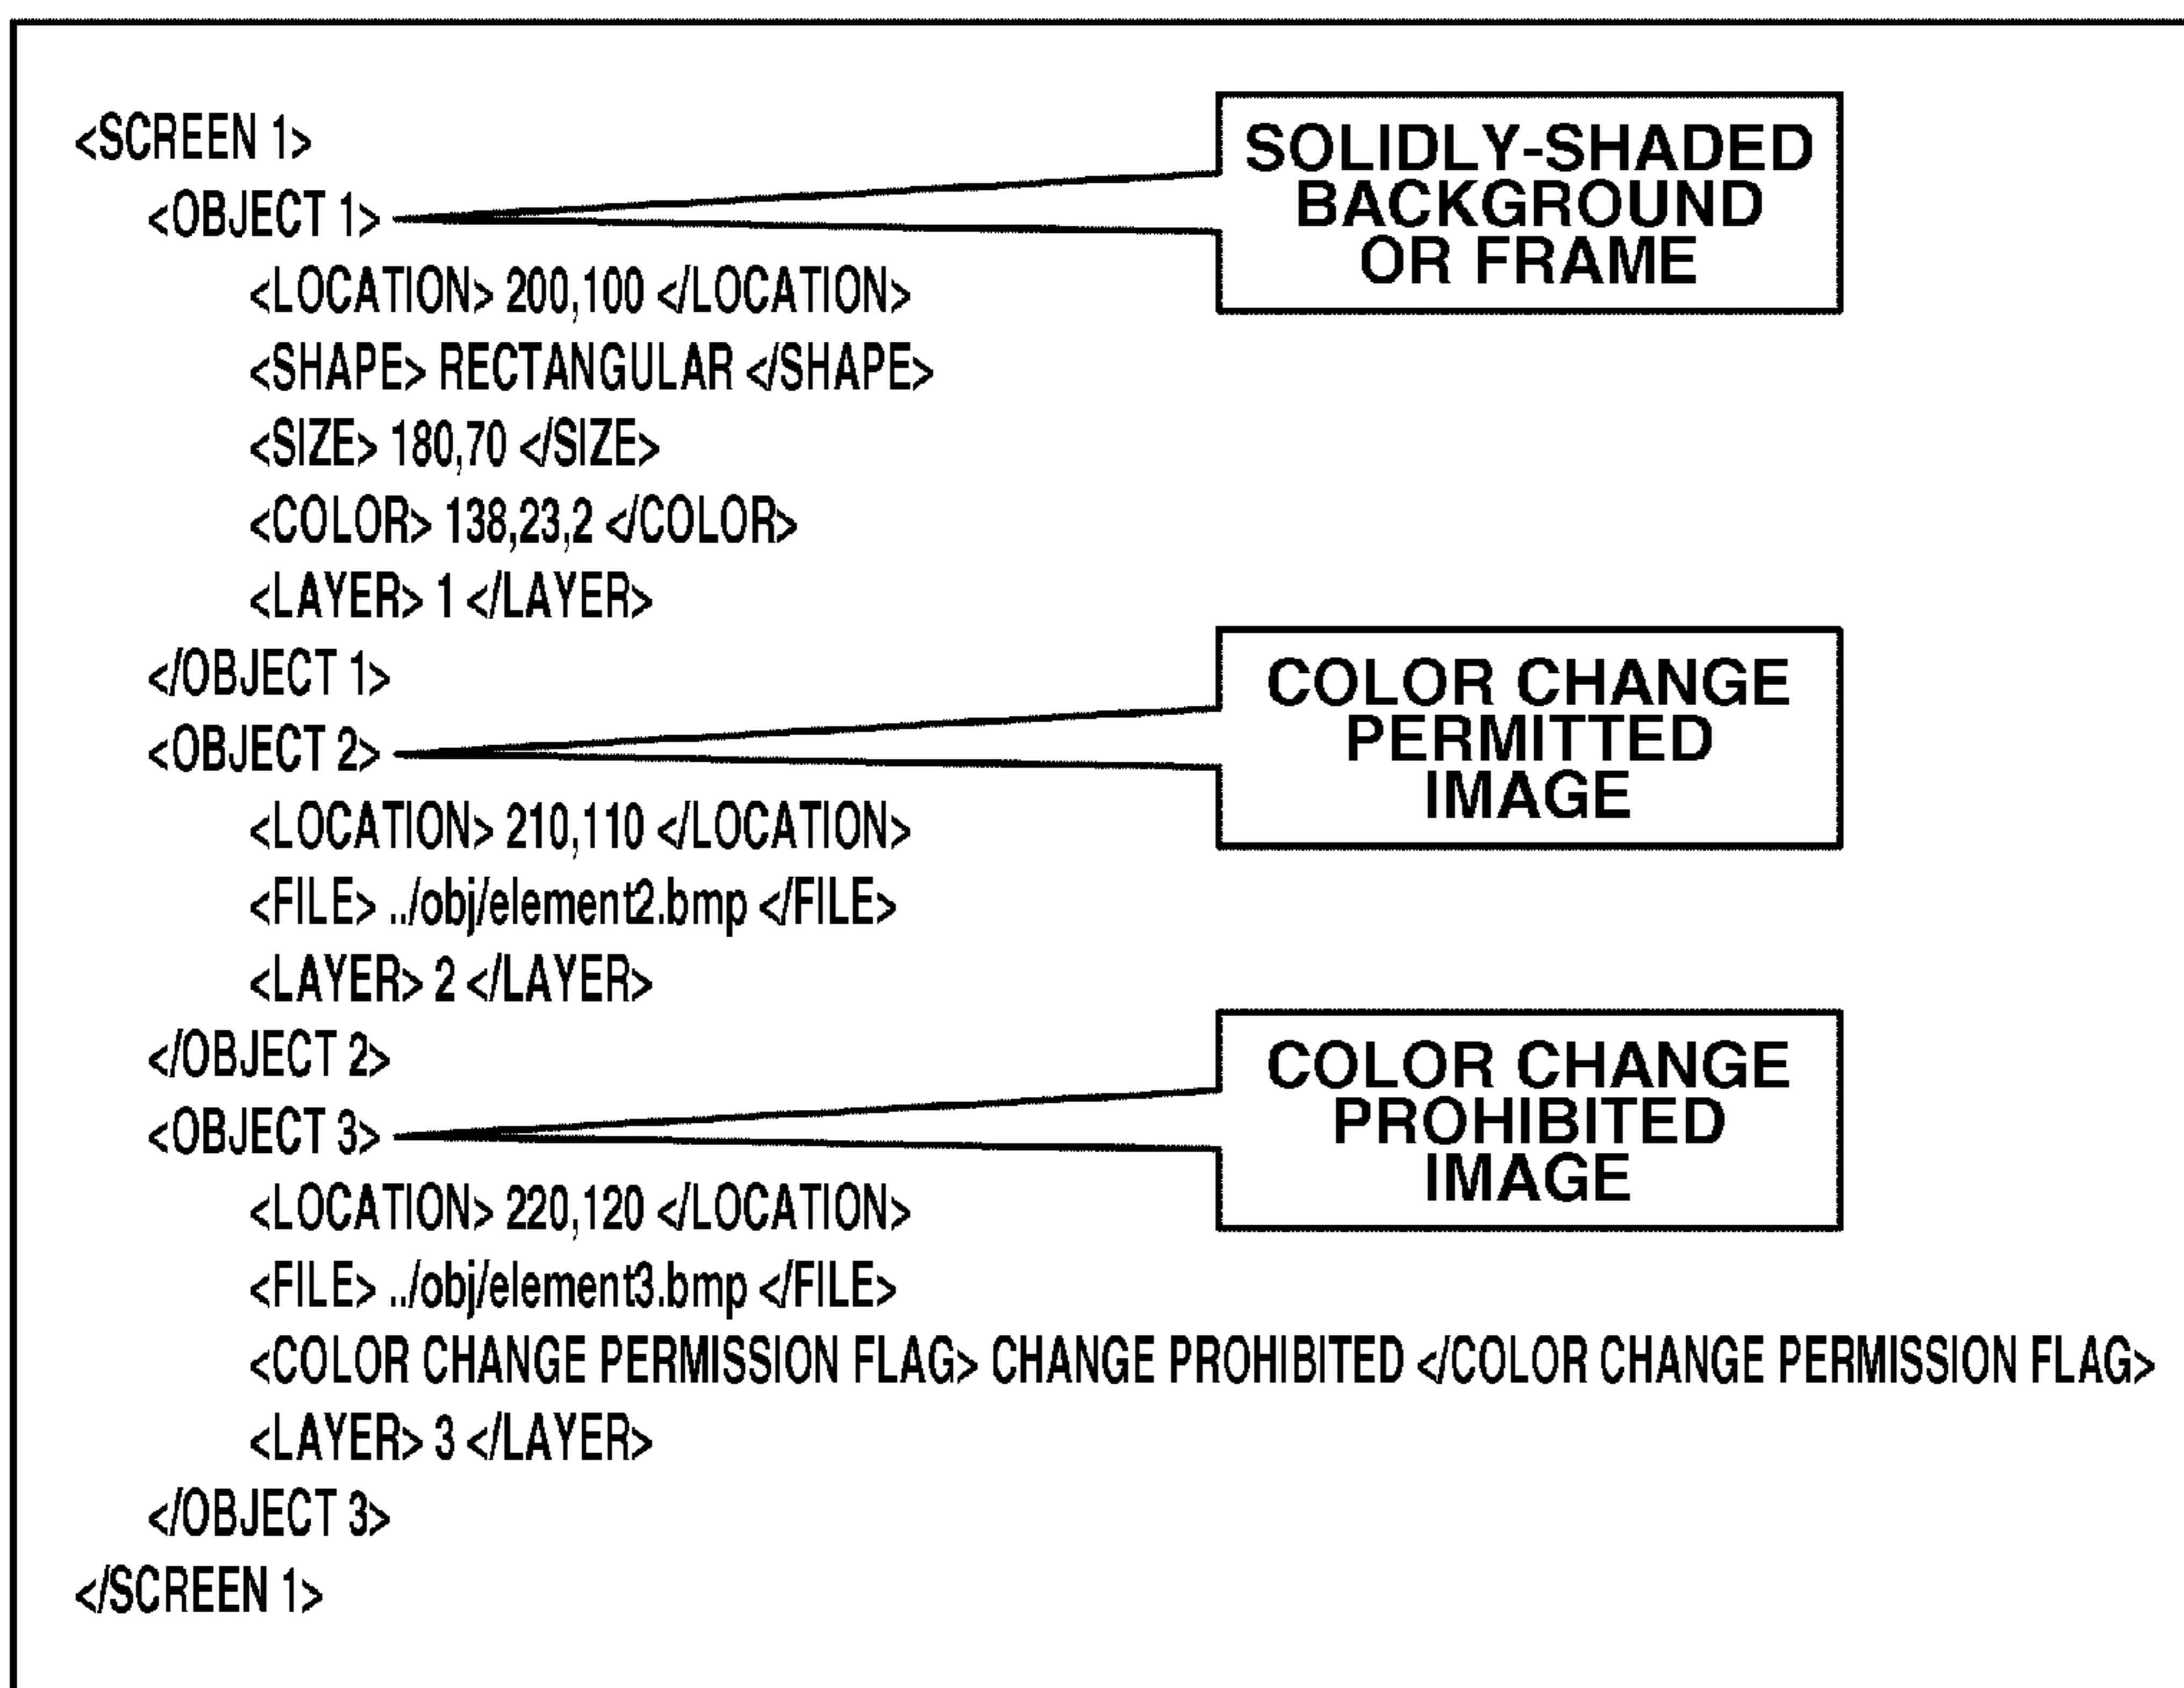 <SCREEN 1>
<OBJECT 1>
SOLIDLY-SHADED
BACKGROUND
OR FRAME
<LOCATION> 200,100 </LOCATION>
<SHAPE> RECTANGULAR </SHAPE>
<SIZE> 180,70 </SIZE>
<COLOR> 138,23,2 </COLOR>
<LAYER> 1 </LAYER>
</OBJECT 1>
<OBJECT 2>
COLOR CHANGE
PERMITTED
IMAGE
<LOCATION> 210,110 </LOCATION>
<FILE> ../obj/element2.bmp </FILE>
<LAYER> 2 </LAYER>
</OBJECT 2>
<OBJECT 3>
COLOR CHANGE
PROHIBITED
IMAGE
<LOCATION> 220,120 </LOCATION>
<FILE> ../obj/element3.bmp </FILE>
<COLOR CHANGE PERMISSION FLAG> CHANGE PROHIBITED </COLOR CHANGE PERMISSION FLAG>
<LAYER> 3 </LAYER>
</OBJECT 3>
</SCREEN 1>